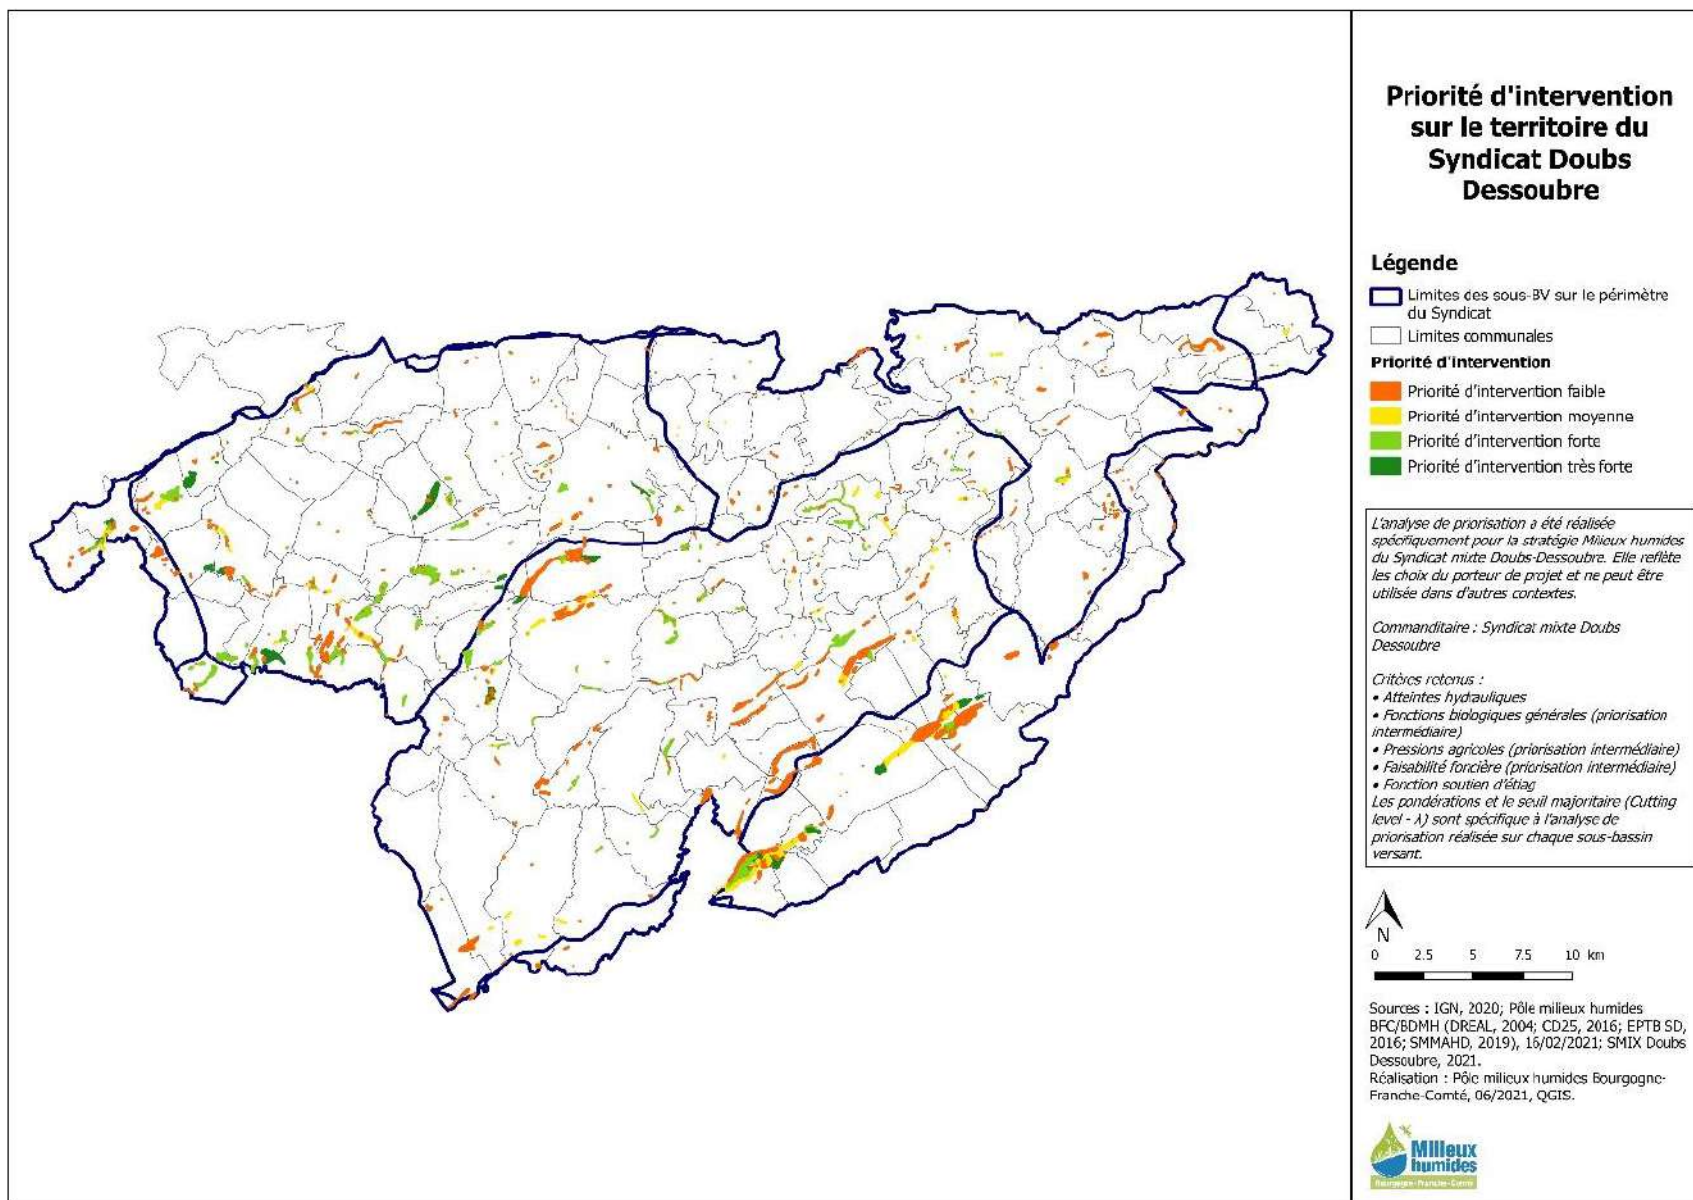 Priorité d'intervention
sur le territoire du
Syndicat Doubs
Dessoubre
Légende
Limites des sous-BV sur le périmètre
du Syndicat
Limites communales
Priorité d'intervention
Priorité d'intervention faible
Priorité d'intervention moyenne
Priorité d'intervention forte
Priorité d'intervention très forte
L'analyse de priorisation a été réalisée
spécifiquement pour la stratégie Milieux humides
du Syndicat mixte Doubs-Dessoubre. Elle reflète
les choix du porteur de projet et ne peut être
utilisée dans d'autres contextes.
Commanditaire : Syndicat mixte Doubs
Dessoubre
Critères retenus :
• Atteintes hydrauliques
• Fonctions biologiques générales (priorisation
intermédiaire)
• Pressions agricoles (priorisation intermédiaire)
• Faisabilité foncière (priorisation intermédiaire)
• Fonction soutien d'étiag
Les pondérations et le seuil majoritaire (Cutting
level - λ) sont spécifique à l'analyse de
priorisation réalisée sur chaque sous-bassin
versant.
N
0 2.5 5 7.5 10 km
Sources : IGN, 2020; Pôle milieux humides
BFC/BDMH (DREAL, 2004; CD25, 2016; EPTB SD,
2016; SMMAHD, 2019), 16/02/2021; SMIX Doubs
Dessoubre, 2021.
Réalisation : Pôle milieux humides Bourgogne-
Franche-Comté, 06/2021, QGIS.
Milieux
humides
Bourgogne-Franche-Comté